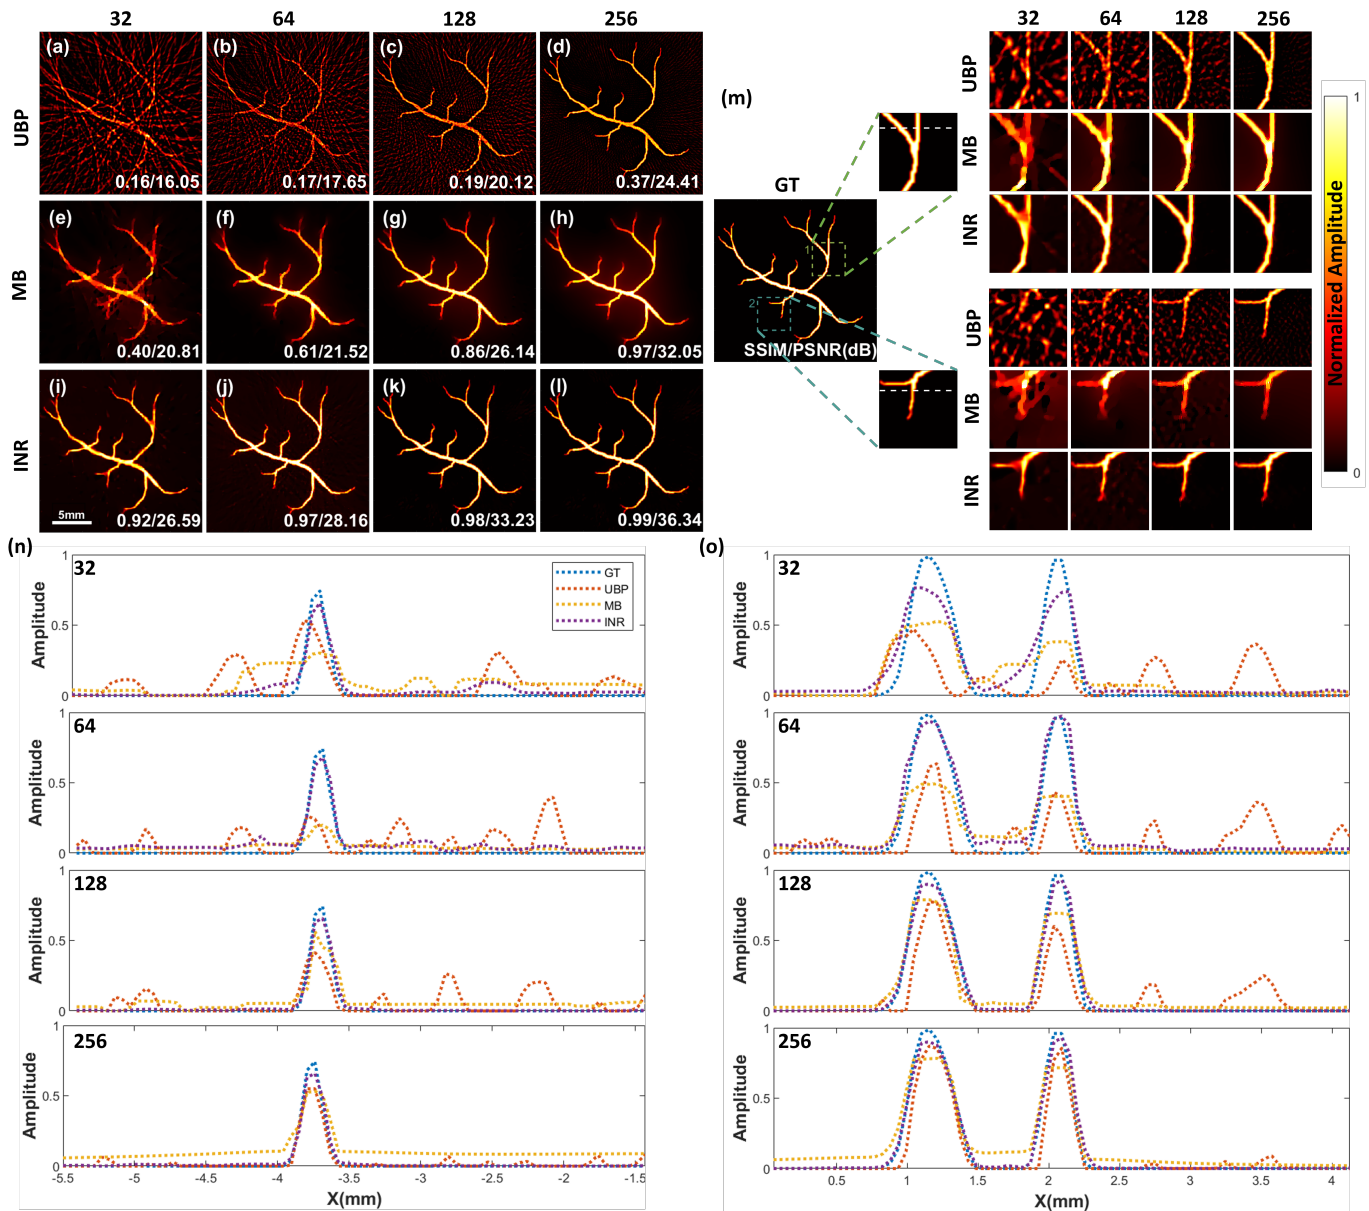 32 64 128 256
UBP (a) (b) (c) (d)
0.16/16.05 0.17/17.65 0.19/20.12 0.37/24.41
MB (e) (f) (g) (h)
0.40/20.81 0.61/21.52 0.86/26.14 0.97/32.05
INR (i) (j) (k) (l)
5mm
0.92/26.59 0.97/28.16 0.98/33.23 0.99/36.34
(m)
GT
1
2
SSIM/PSNR(dB)
32 64 128 256
UBP
MB
INR
UBP
MB
INR
1
Normalized Amplitude
0
(n)
32
GT
UBP
MB
INR
1
0.5
0
Amplitude
64
1
0.5
0
Amplitude
128
1
0.5
0
Amplitude
256
1
0.5
0
Amplitude
-5.5 -5 -4.5 -4 -3.5 -3 -2.5 -2 -1.5
X(mm)
(o)
32
1
0.5
0
Amplitude
64
1
0.5
0
Amplitude
128
1
0.5
0
Amplitude
256
1
0.5
0
Amplitude
0.5 1 1.5 2 2.5 3 3.5 4
X(mm)